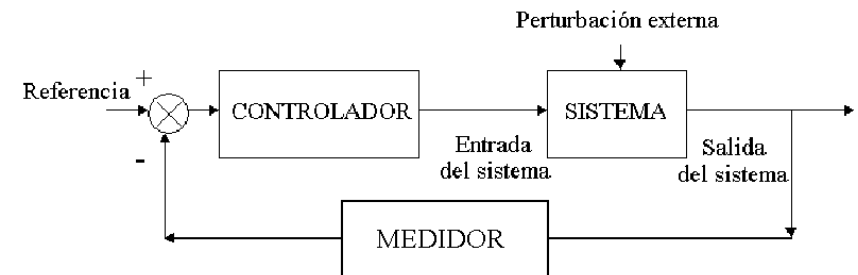 Perturbación externa
Referencia
+
CONTROLADOR
SISTEMA
Entrada
del sistema
Salida
del sistema
-
MEDIDOR